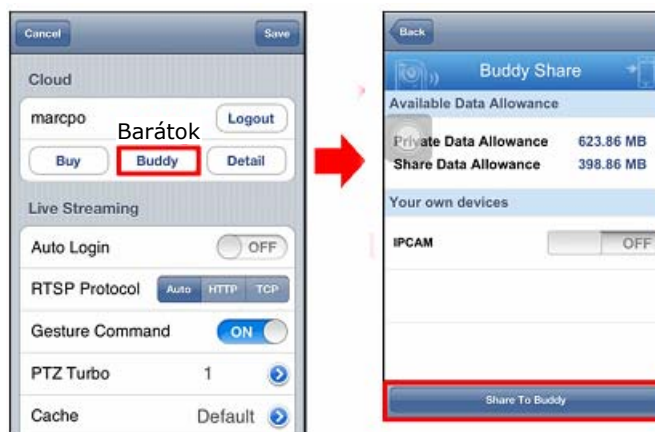 Cancel
Save
Cloud
marcpo
Barátok
Logout
Buy
Buddy
Detail
Live Streaming
Auto Login
OFF
RTSP Protocol
Auto
HTTP
TCP
Gesture Command
ON
PTZ Turbo
1
Cache
Default
Back
Buddy Share
Available Data Allowance
Private Data Allowance 623.86 MB
Share Data Allowance 398.86 MB
Your own devices
IPCAM
OFF
Share To Buddy